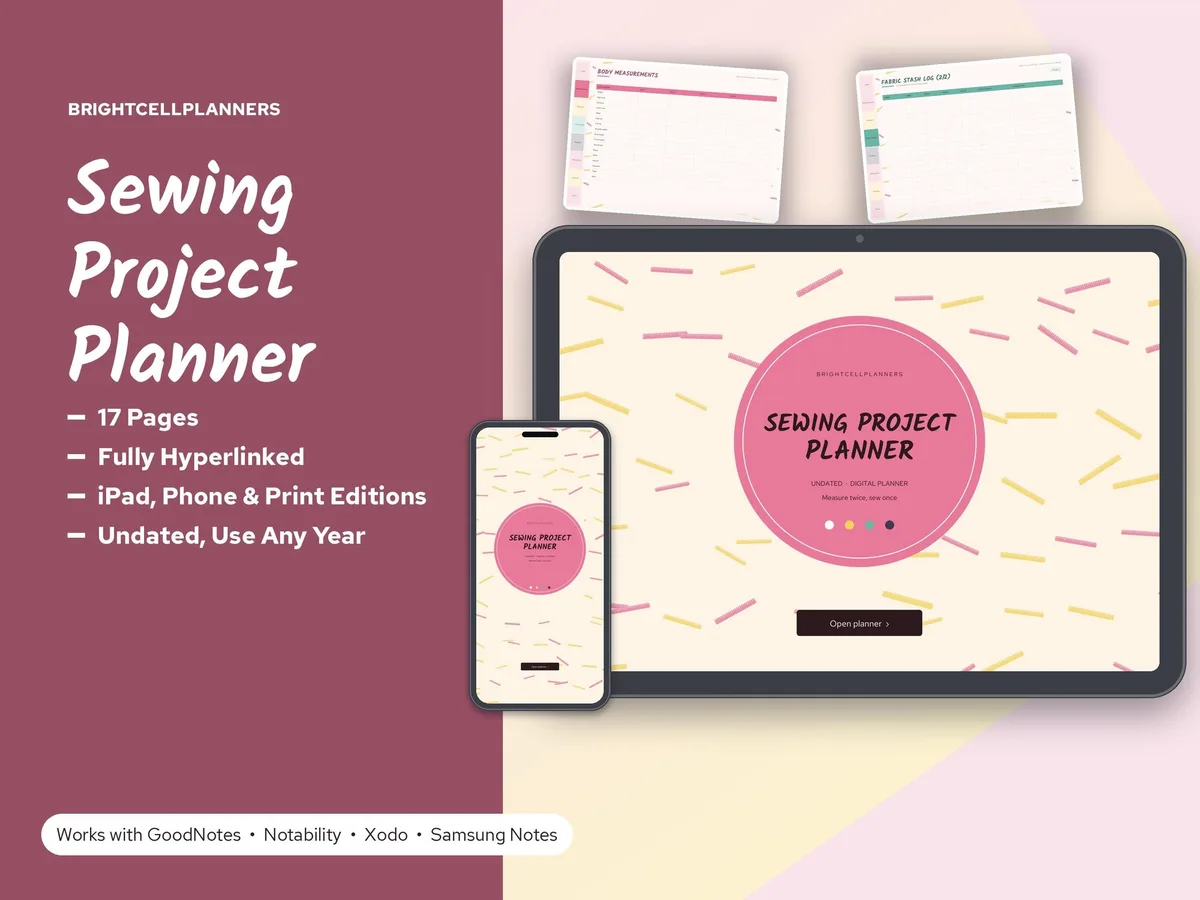 BRIGHTCELLPLANNERS
Sewing
Project
Planner
17 Pages
Fully Hyperlinked
iPad, Phone & Print Editions
Undated, Use Any Year
Works with GoodNotes • Notability • Xodo • Samsung Notes
BODY MEASUREMENTS
FABRIC STASH LOG (2/2)
BRIGHTCELLPLANNERS
SEWING PROJECT
PLANNER
UNDATED · DIGITAL PLANNER
Measure twice, sew once
Open planner ›
SEWING PROJECT
PLANNER